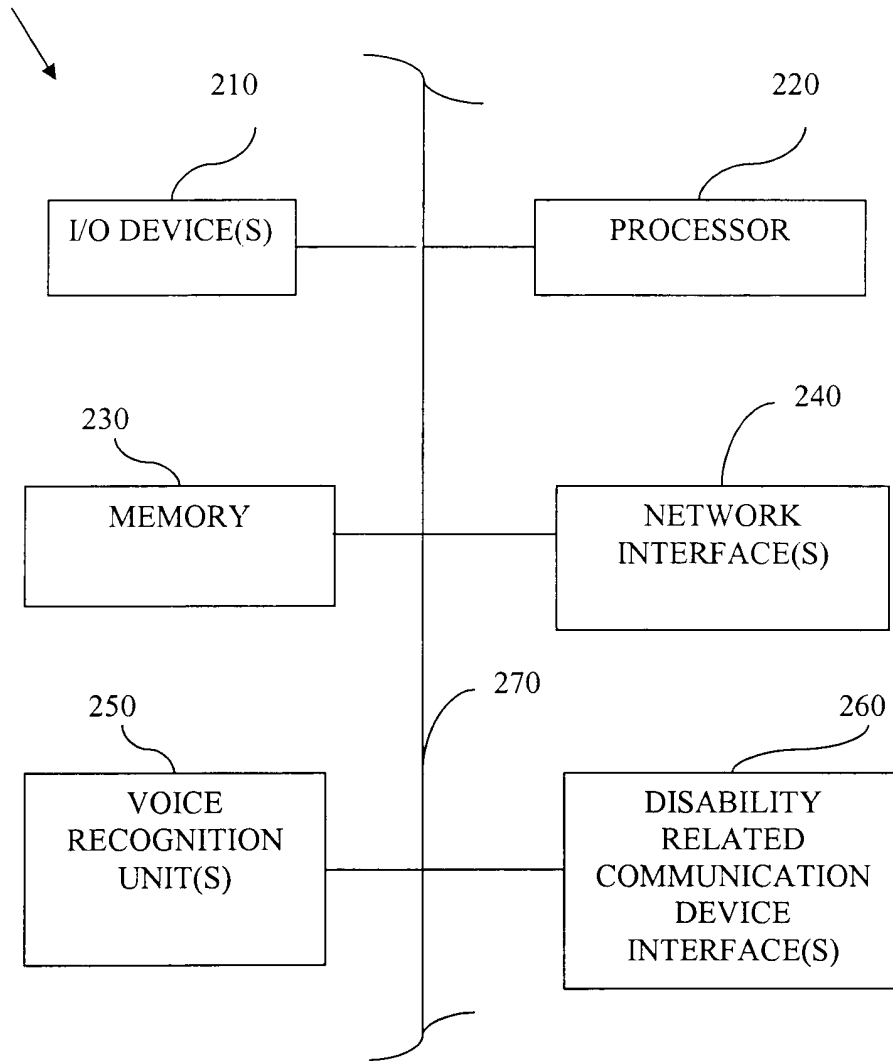 210
220
I/O DEVICE(S)
PROCESSOR
230
240
MEMORY
NETWORK
INTERFACE(S)
270
250
260
VOICE
RECOGNITION
UNIT(S)
DISABILITY
RELATED
COMMUNICATION
DEVICE
INTERFACE(S)